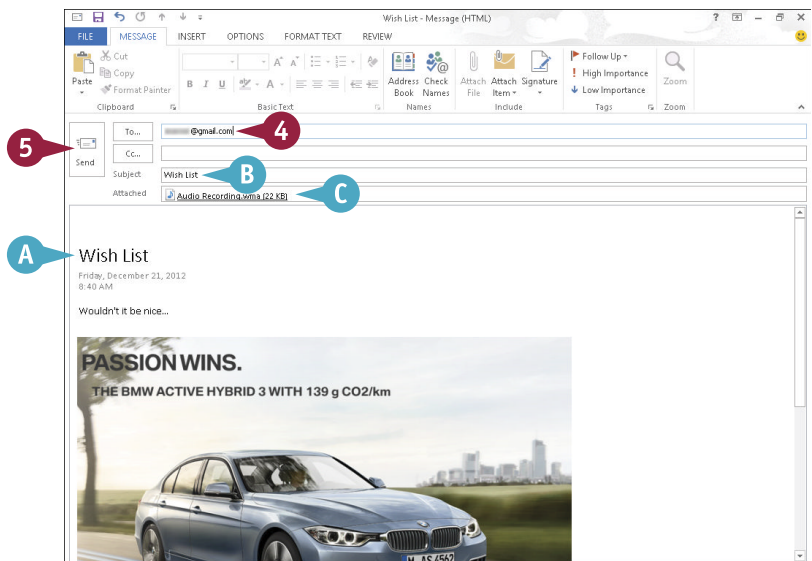 Wish List - Message (HTML)
?
FILE MESSAGE INSERT OPTIONS FORMAT TEXT REVIEW
Paste
Cut
Copy
Format Painter
Clipboard
A A
B I U ab A
Basic Text
Address Book
Check Names
Names
Attach File
Attach Item
Signature
Include
Follow Up
High Importance
Low Importance
Tags
Zoom
Zoom
5
Send
To... @gmail.com
4
Cc...
Subject Wish List
B
Attached Audio Recording.wma (22 KB)
C
A
Wish List
Friday, December 21, 2012
8:40 AM
Wouldn't it be nice...
PASSION WINS.
THE BMW ACTIVE HYBRID 3 WITH 139 g CO2/km